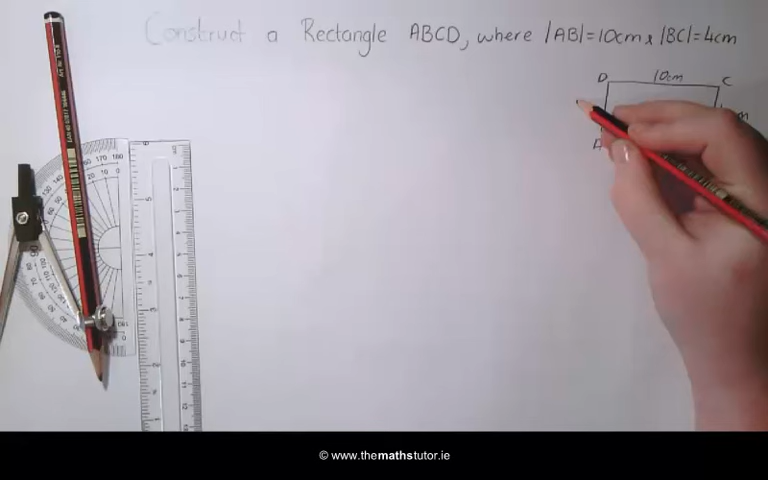 Construct a Rectangle ABCD, where |AB|=10cm & |BC|=4cm
D 10cm C
A
© www.themathstutor.ie